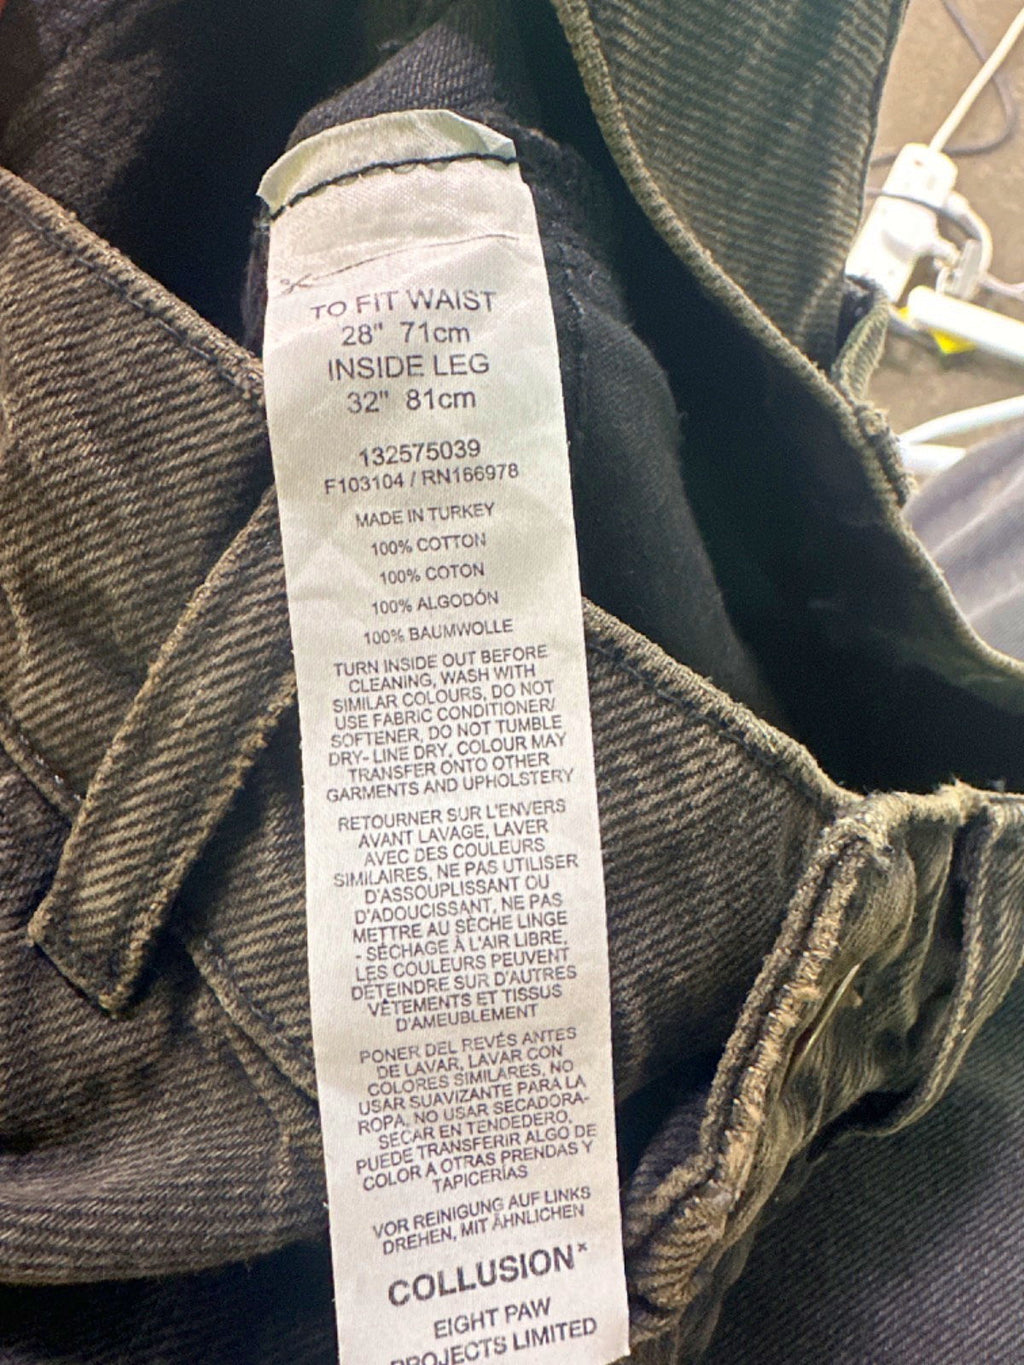 TO FIT WAIST
28" 71cm
INSIDE LEG
32" 81cm
132575039
F103104 / RN166978
MADE IN TURKEY
100% COTTON
100% COTON
100% ALGODÓN
100% BAUMWOLLE
TURN INSIDE OUT BEFORE
CLEANING, WASH WITH
SIMILAR COLOURS, DO NOT
USE FABRIC CONDITIONER/
SOFTENER, DO NOT TUMBLE
DRY- LINE DRY, COLOUR MAY
TRANSFER ONTO OTHER
GARMENTS AND UPHOLSTERY
RETOURNER SUR L'ENVERS
AVANT LAVAGE, LAVER
AVEC DES COULEURS
SIMILAIRES, NE PAS UTILISER
D'ASSOUPLISSANT OU
D'ADOUCISSANT, NE PAS
METTRE AU SÈCHE LINGE
- SÉCHAGE À L'AIR LIBRE,
LES COULEURS PEUVENT
DÉTEINDRE SUR D'AUTRES
VÊTEMENTS ET TISSUS
D'AMEUBLEMENT
PONER DEL REVÉS ANTES
DE LAVAR, LAVAR CON
COLORES SIMILARES, NO
USAR SUAVIZANTE PARA LA
ROPA, NO USAR SECADORA-
SECAR EN TENDEDERO,
PUEDE TRANSFERIR ALGO DE
COLOR A OTRAS PRENDAS Y
TAPICERÍAS
VOR REINIGUNG AUF LINKS
DREHEN, MIT ÄHNLICHEN
COLLUSION×
EIGHT PAW
PROJECTS LIMITED